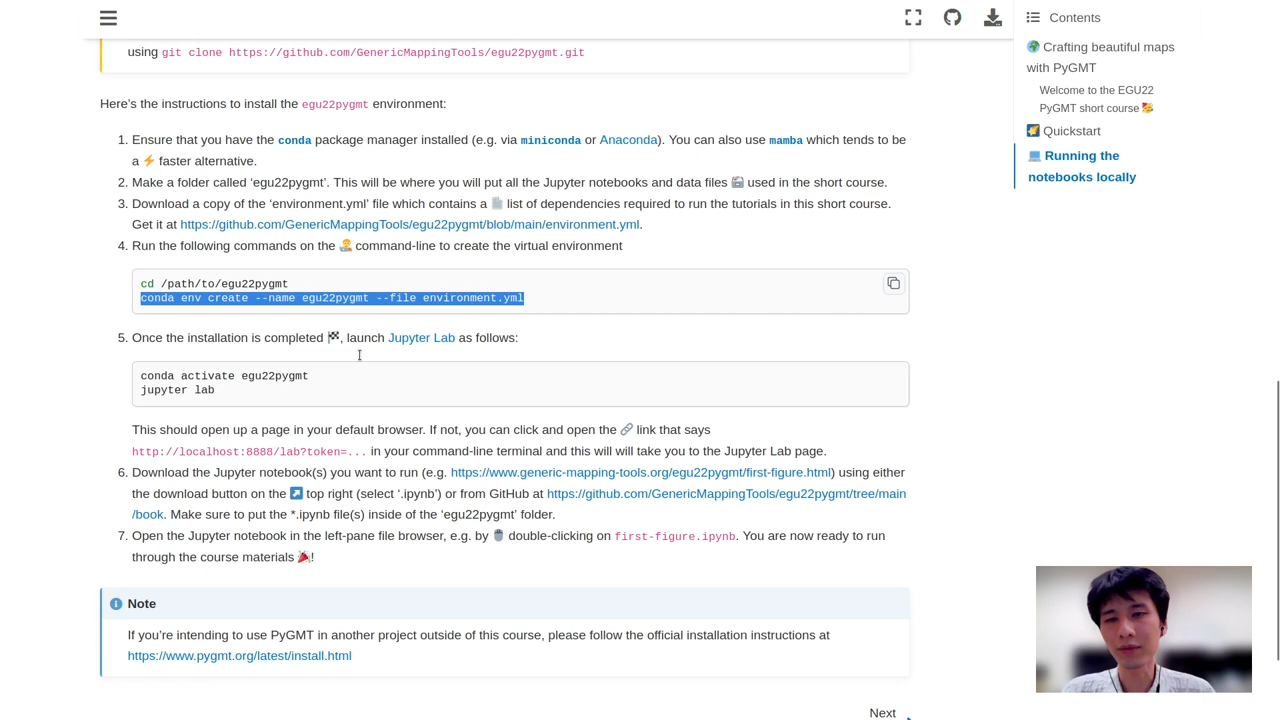 using git clone https://github.com/GenericMappingTools/egu22pygmt.git
Here's the instructions to install the egu22pygmt environment:
1. Ensure that you have the conda package manager installed (e.g. via miniconda or Anaconda). You can also use mamba which tends to be
a ⚡ faster alternative.
2. Make a folder called ‘egu22pygmt’. This will be where you will put all the Jupyter notebooks and data files 🗃️ used in the short course.
3. Download a copy of the ‘environment.yml’ file which contains a 📄 list of dependencies required to run the tutorials in this short course.
Get it at https://github.com/GenericMappingTools/egu22pygmt/blob/main/environment.yml.
4. Run the following commands on the 🧑‍💻 command-line to create the virtual environment
cd /path/to/egu22pygmt
conda env create --name egu22pygmt --file environment.yml
5. Once the installation is completed 🏁, launch Jupyter Lab as follows:
conda activate egu22pygmt
jupyter lab
This should open up a page in your default browser. If not, you can click and open the 🔗 link that says
http://localhost:8888/lab?token=... in your command-line terminal and this will will take you to the Jupyter Lab page.
6. Download the Jupyter notebook(s) you want to run (e.g. https://www.generic-mapping-tools.org/egu22pygmt/first-figure.html) using either
the download button on the ↗️ top right (select ‘.ipynb’) or from GitHub at https://github.com/GenericMappingTools/egu22pygmt/tree/main
/book. Make sure to put the *.ipynb file(s) inside of the ‘egu22pygmt’ folder.
7. Open the Jupyter notebook in the left-pane file browser, e.g. by 🖱️ double-clicking on first-figure.ipynb. You are now ready to run
through the course materials 🎉!
Note
If you’re intending to use PyGMT in another project outside of this course, please follow the official installation instructions at
https://www.pygmt.org/latest/install.html
Next
Contents
🌍 Crafting beautiful maps
with PyGMT
Welcome to the EGU22
PyGMT short course 🥳
🌠 Quickstart
💻 Running the
notebooks locally